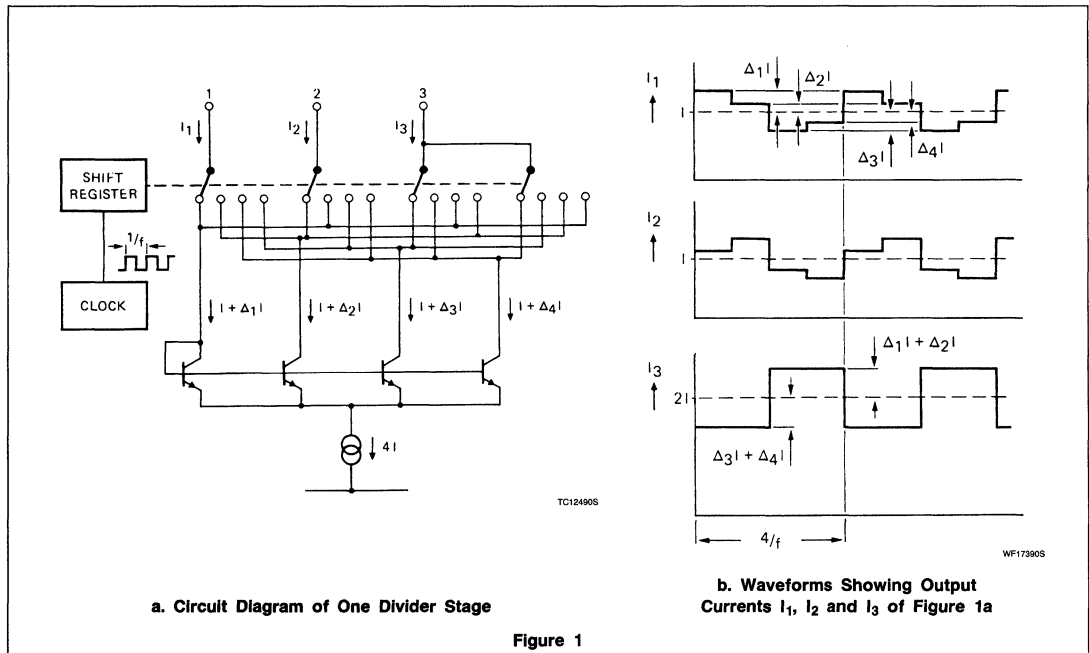 1
2
3
I₁
I₂
I₃
SHIFT
REGISTER
1/f
CLOCK
I + Δ₁I
I + Δ₂I
I + Δ₃I
I + Δ₄I
4I
TC12490S
a. Circuit Diagram of One Divider Stage
I₁
Δ₁I
Δ₂I
I
Δ₃I
Δ₄I
I₂
I
I₃
Δ₁I + Δ₂I
2I
Δ₃I + Δ₄I
4/f
WF17390S
b. Waveforms Showing Output
Currents I₁, I₂ and I₃ of Figure 1a
Figure 1